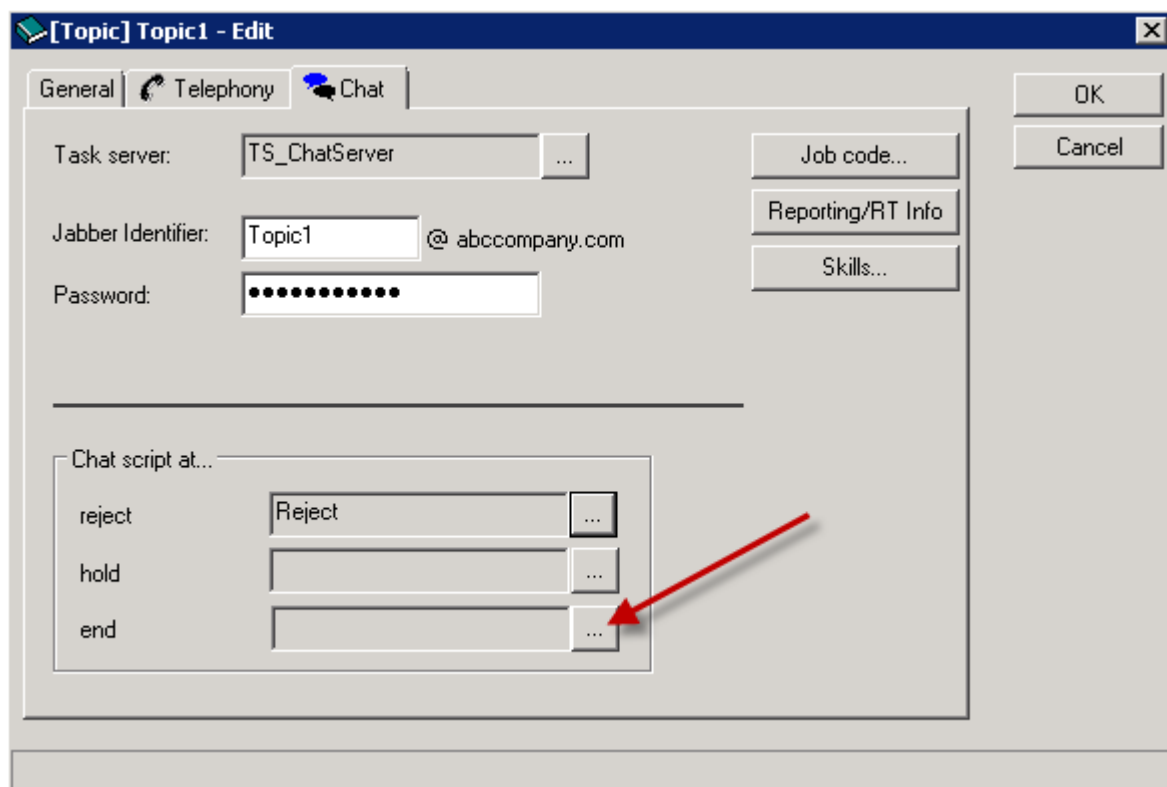 [Topic] Topic1 - Edit
General Telephony Chat
OK
Cancel
Task server: TS_ChatServer ...
Job code...
Reporting/RT Info
Skills...
Jabber Identifier: Topic1 @ abccompany.com
Password: •••••••••••
Chat script at...
reject Reject ...
hold ...
end ...